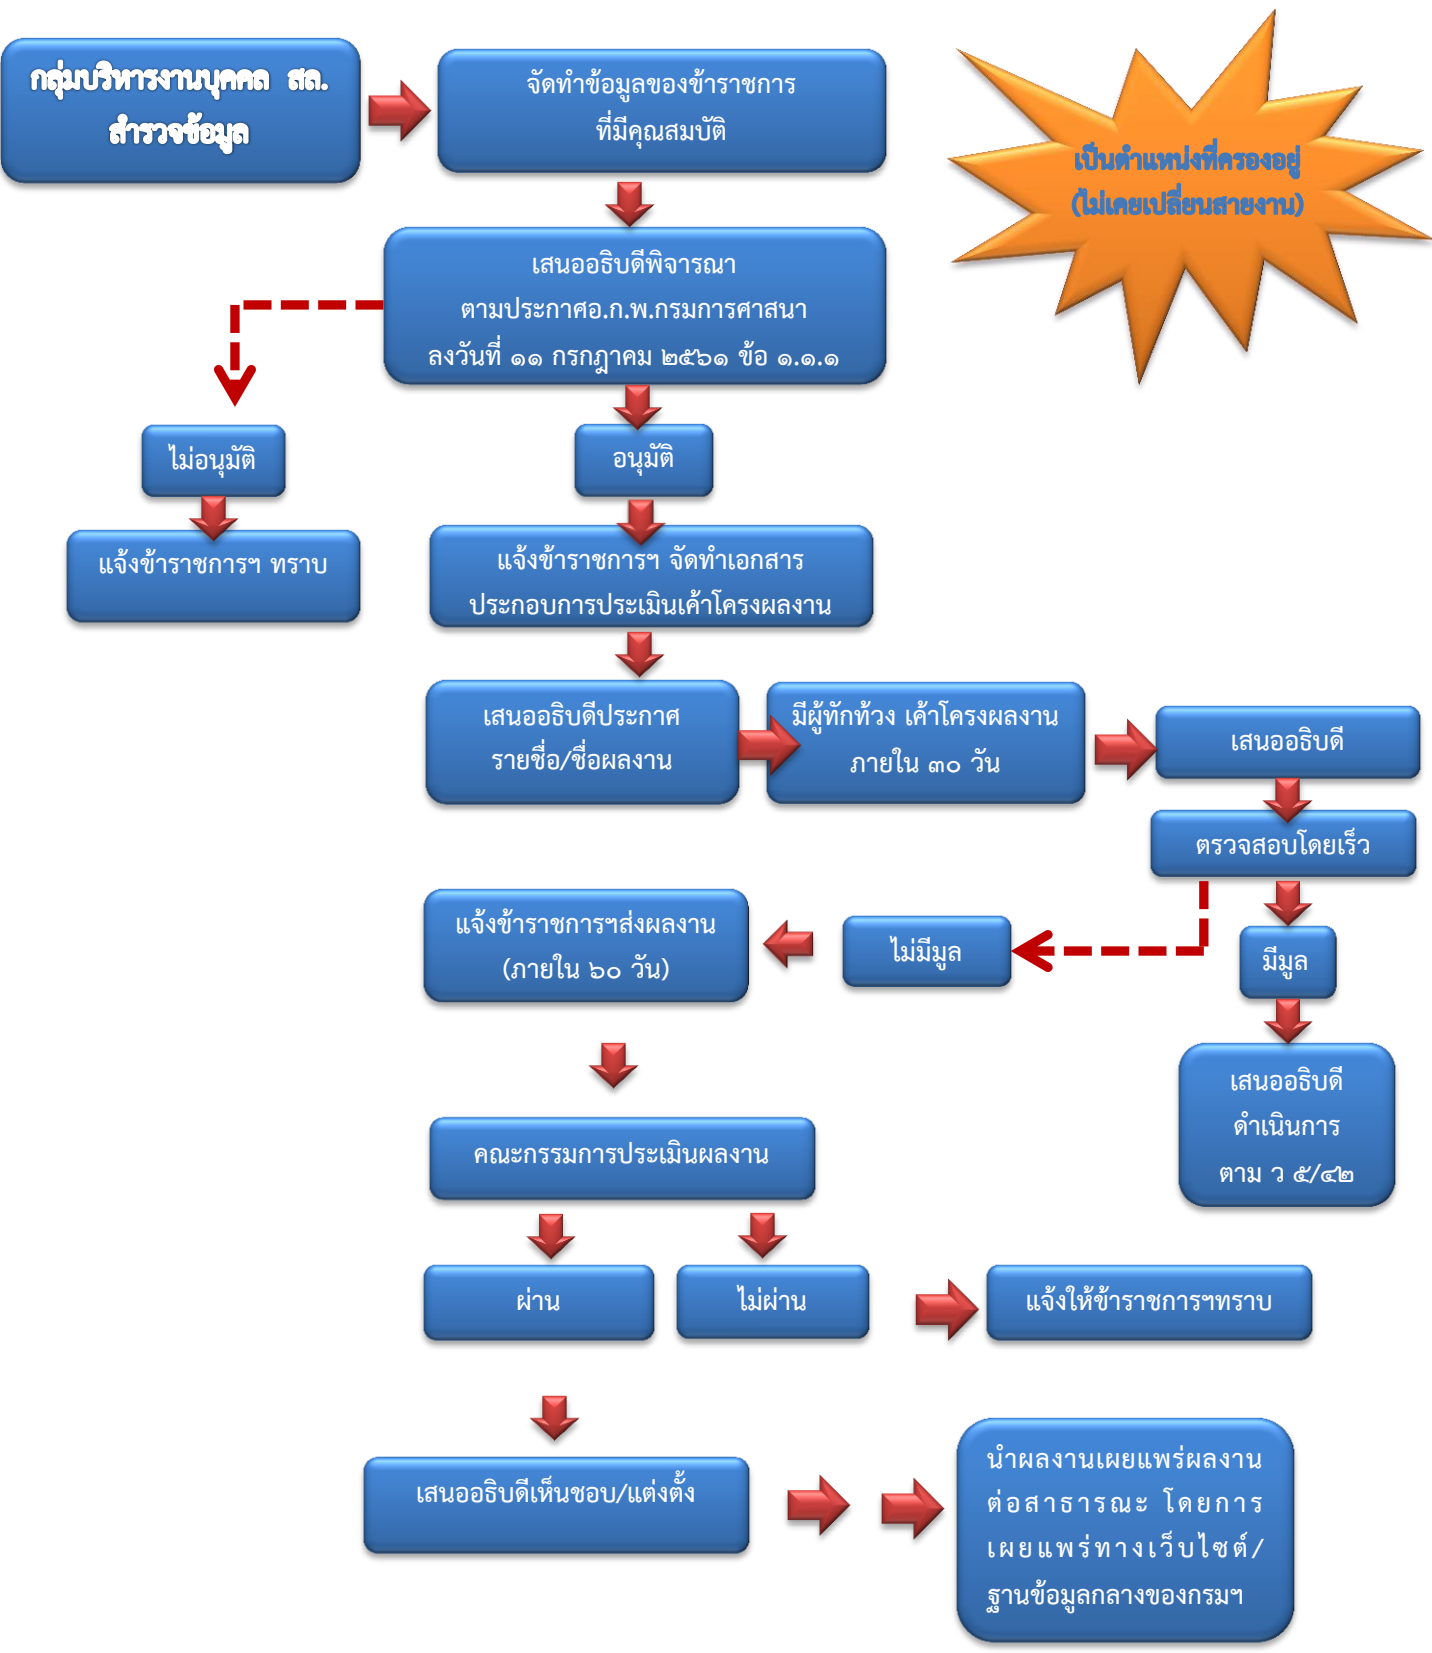 กลุ่มบริหารงานบุคคล สล.
สำรวจข้อมูล
จัดทำข้อมูลของข้าราชการ
ที่มีคุณสมบัติ
เป็นตำแหน่งที่ครองอยู่
(ไม่เคยเปลี่ยนสายงาน)
เสนออธิบดีพิจารณา
ตามประกาศอ.ก.พ.กรมการศาสนา
ลงวันที่ ๑๑ กรกฎาคม ๒๕๖๑ ข้อ ๑.๑.๑
ไม่อนุมัติ
อนุมัติ
แจ้งข้าราชการฯ ทราบ
แจ้งข้าราชการฯ จัดทำเอกสาร
ประกอบการประเมินเค้าโครงผลงาน
เสนออธิบดีประกาศ
รายชื่อ/ชื่อผลงาน
มีผู้ทักท้วง เค้าโครงผลงาน
ภายใน ๓๐ วัน
เสนออธิบดี
ตรวจสอบโดยเร็ว
แจ้งข้าราชการฯส่งผลงาน
(ภายใน ๖๐ วัน)
ไม่มีมูล
มีมูล
เสนออธิบดี
ดำเนินการ
ตาม ว ๕/๔๒
คณะกรรมการประเมินผลงาน
ผ่าน
ไม่ผ่าน
แจ้งให้ข้าราชการฯทราบ
เสนออธิบดีเห็นชอบ/แต่งตั้ง
นำผลงานเผยแพร่ผลงาน
ต่อสาธารณะ โดยการ
เผยแพร่ทางเว็บไซต์/
ฐานข้อมูลกลางของกรมฯ